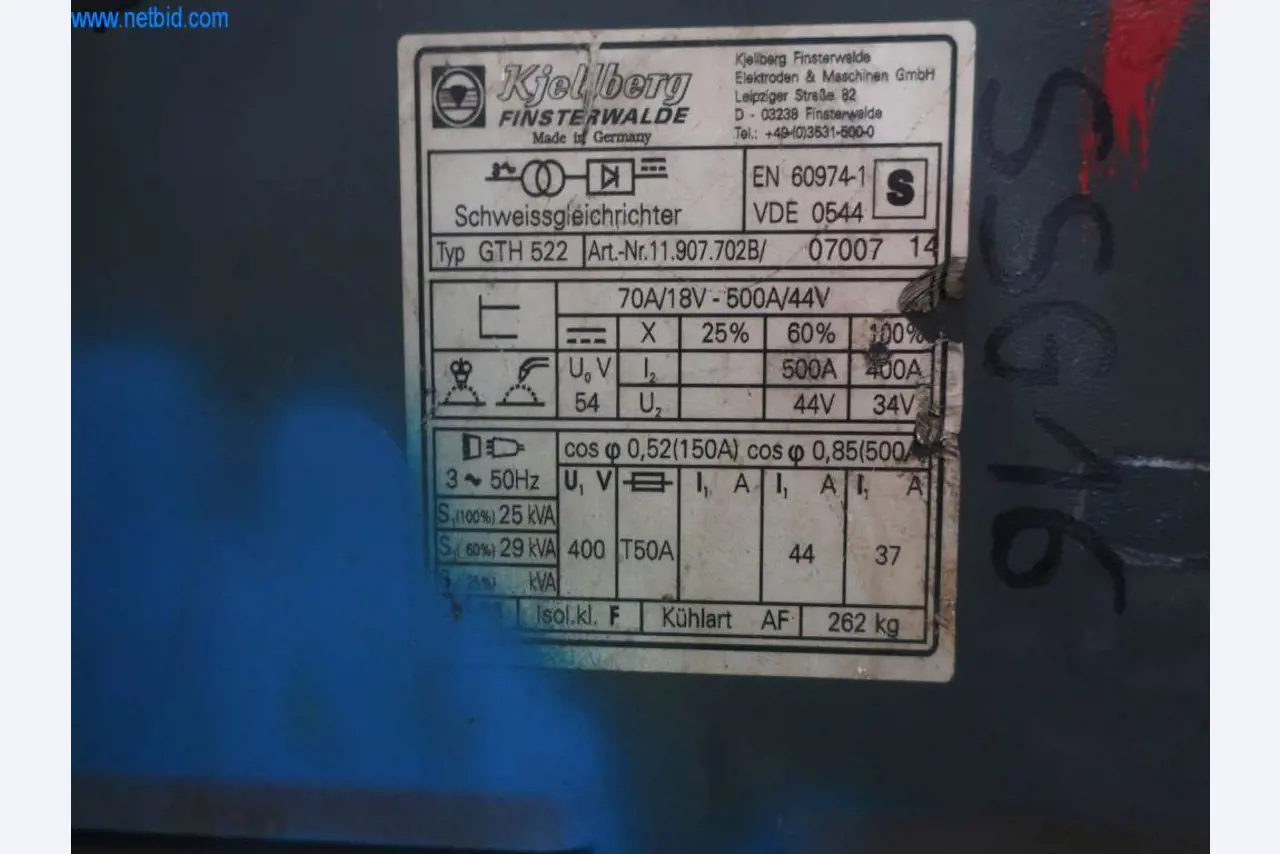 www.netbid.com
Kjellberg
FINSTERWALDE
Made in Germany
Kjellberg Finsterwalde
Elektroden & Maschinen GmbH
Leipziger Straße 82
D - 03238 Finsterwalde
Tel.: +49-(0)3531-500-0
3~
Schweissgleichrichter
EN 60974-1
VDE 0544
S
Typ GTH 522 Art.-Nr.11.907.702B/ 07007 14
70A/18V - 500A/44V
X 25% 60% 100%
U₀ V I₂ 500A 400A
54 U₂ 44V 34V
cos φ 0,52(150A) cos φ 0,85(500A
3 ~ 50Hz U₁ V I₁ A I₁ A I₁ A
S₁(100%) 25 kVA
S₁(60%) 29 kVA 400 T50A 44 37
kVA
Isol.kl. F Kühlart AF 262 kg
SSG 16